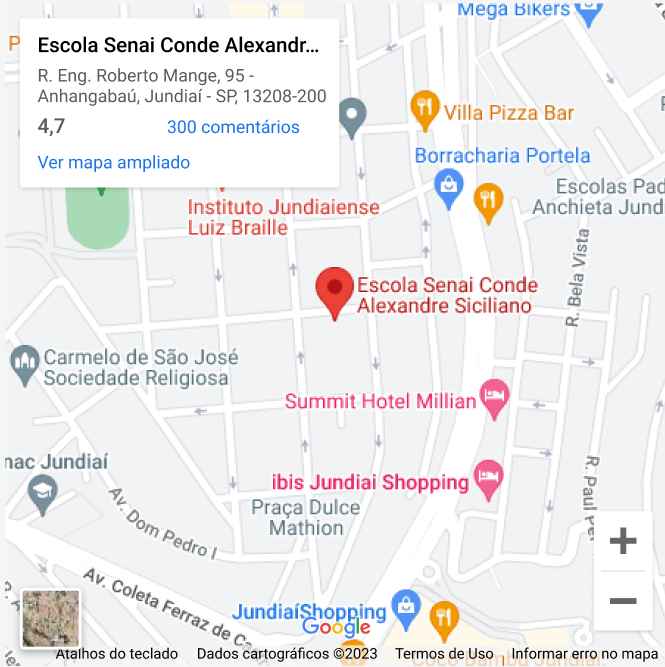 Mega Bikers
Escola Senai Conde Alexandr...
R. Eng. Roberto Mange, 95 -
Anhangabaú, Jundiaí - SP, 13208-200
4,7
300 comentários
Ver mapa ampliado
Villa Pizza Bar
Borracharia Portela
Escolas Pad
Anchieta Jund
Instituto Jundiaiense
Luiz Braille
R. Bela Vista
Escola Senai Conde
Alexandre Siciliano
Carmelo de São José
Sociedade Religiosa
Summit Hotel Millian
nac Jundiaí
ibis Jundiai Shopping
R. Paul
Praça Dulce
Mathion
Av. Dom Pedro I
Av. Coleta Ferraz de Ca
JundiaíShopping
Google
Atalhos do teclado
Dados cartográficos ©2023
Termos de Uso
Informar erro no mapa
Coco Bambu
+
−